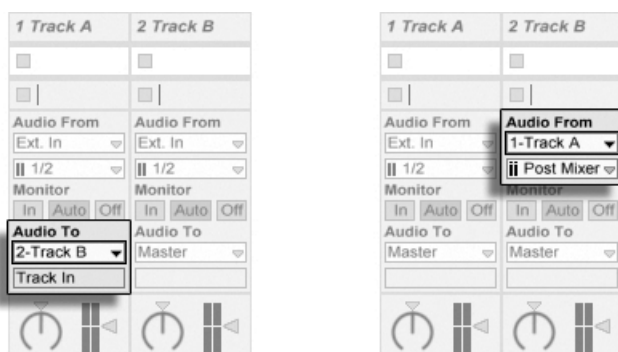 1 Track A 2 Track B
Audio From Audio From
Ext. In Ext. In
1/2 1/2
Monitor Monitor
In Auto Off In Auto Off
Audio To Audio To
2-Track B Master
Track In
1 Track A 2 Track B
Audio From Audio From
Ext. In 1-Track A
1/2 Post Mixer
Monitor Monitor
In Auto Off In Auto Off
Audio To Audio To
Master Master